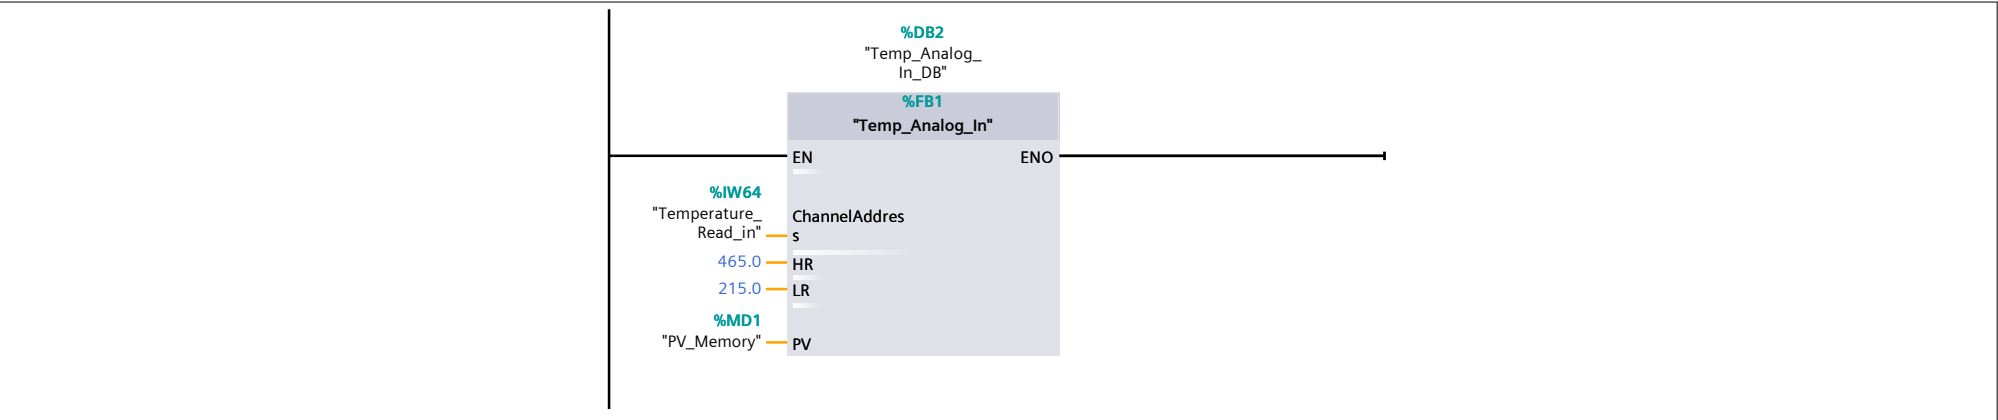 %DB2
"Temp_Analog_
In_DB"
%FB1
"Temp_Analog_In"
EN
ENO
%IW64
"Temperature_
Read_in"
ChannelAddres
s
465.0
HR
215.0
LR
%MD1
"PV_Memory"
PV